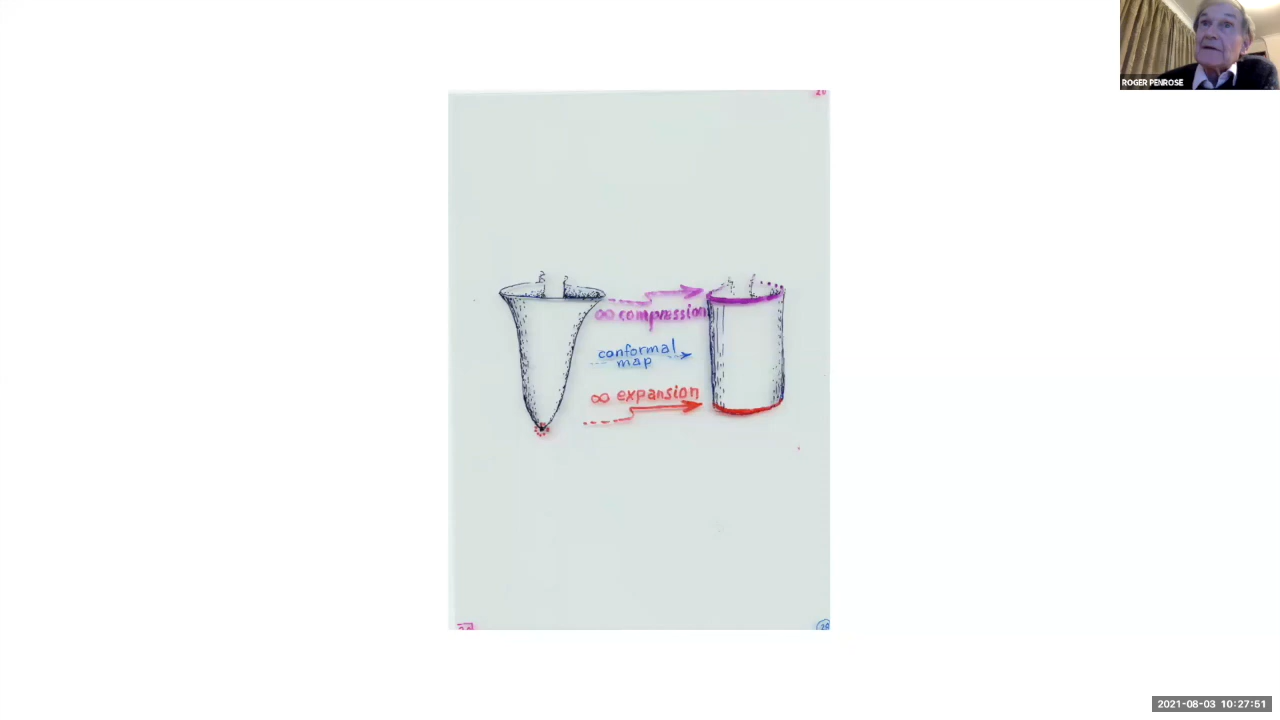 ROGER PENROSE
∞ compression
conformal
map
∞ expansion
2021-08-03 10:27:51